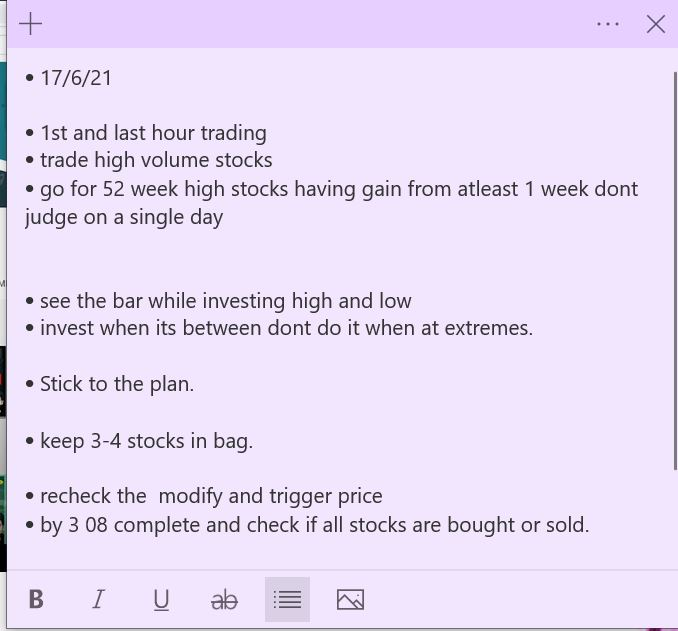 • 17/6/21
• 1st and last hour trading
• trade high volume stocks
• go for 52 week high stocks having gain from atleast 1 week dont
judge on a single day
• see the bar while investing high and low
• invest when its between dont do it when at extremes.
• Stick to the plan.
• keep 3-4 stocks in bag.
• recheck the  modify and trigger price
• by 3 08 complete and check if all stocks are bought or sold.
B I U ab